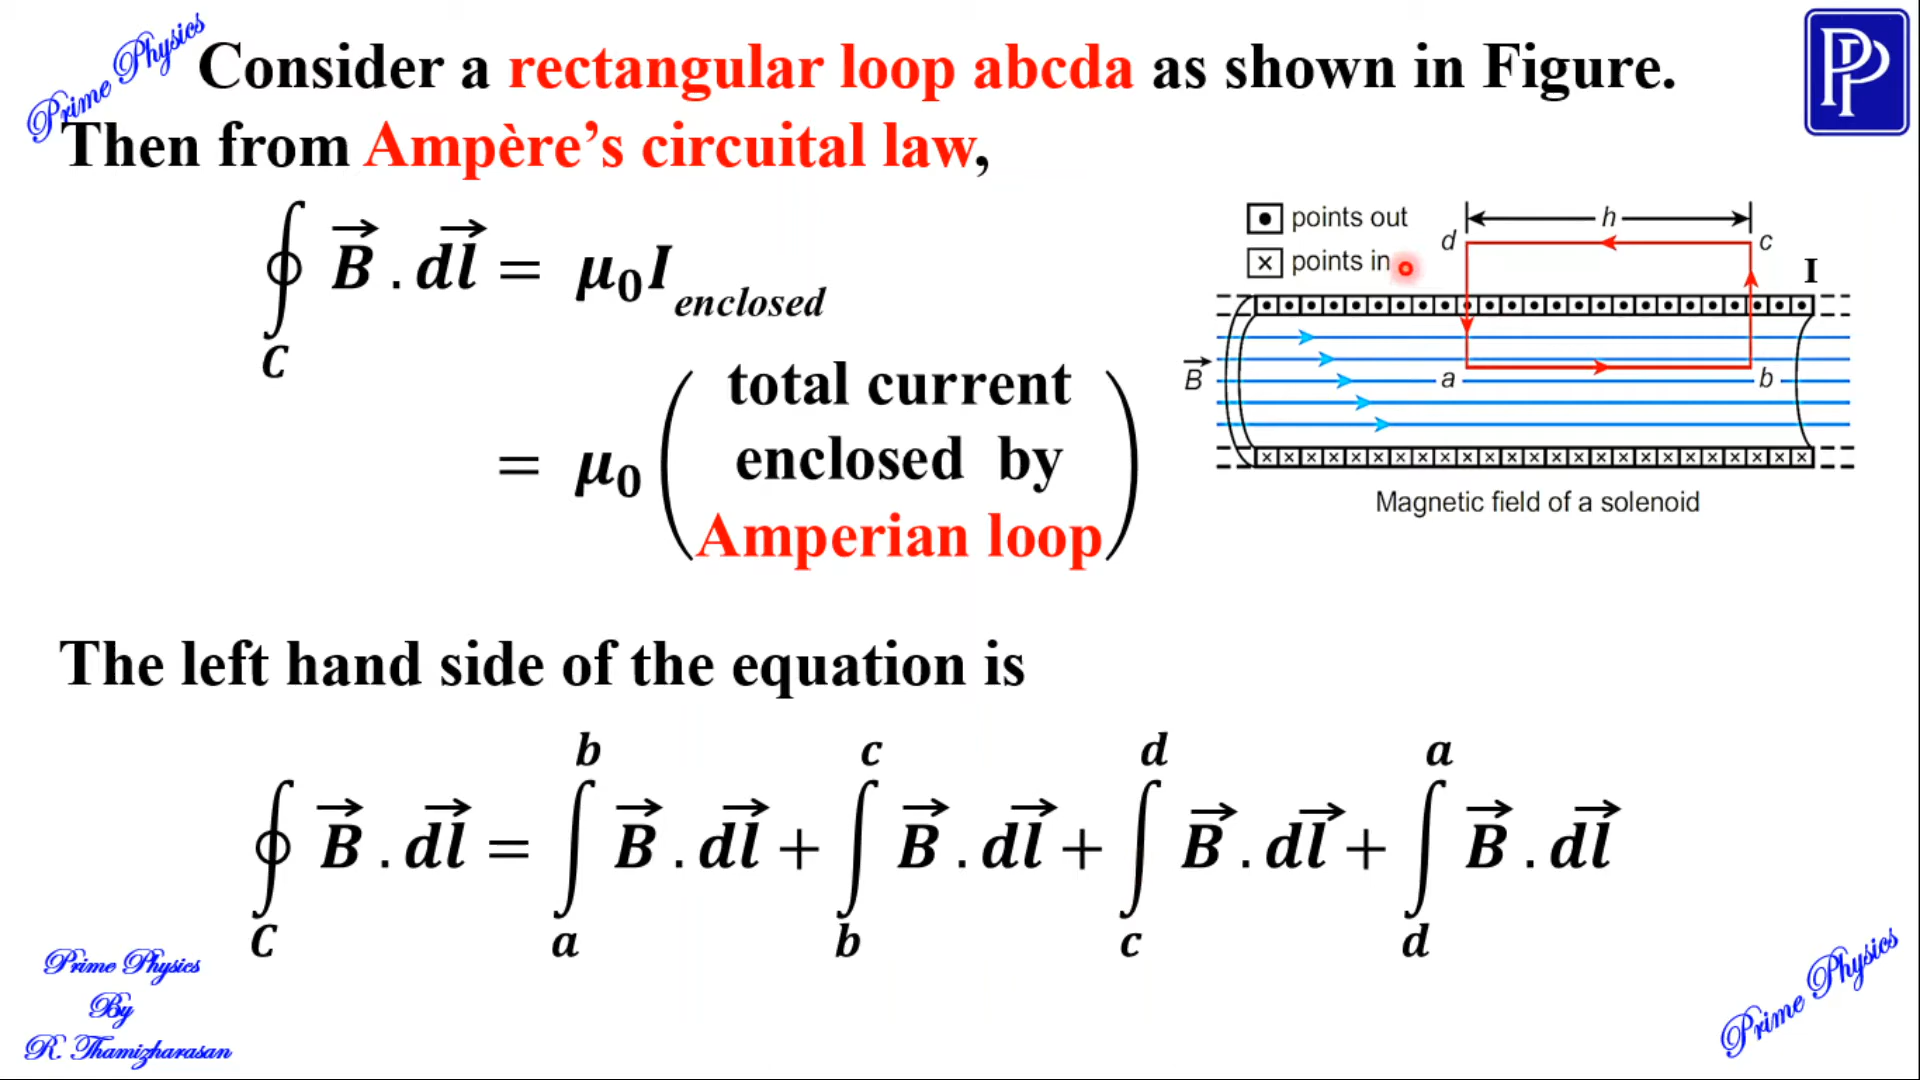 Prime Physics
Consider a rectangular loop abcda as shown in Figure.
PP
Then from Ampère’s circuital law,
∮ B⃗ . dl⃗ = μ₀I enclosed
C
= μ₀ ( total current
enclosed by
Amperian loop )
points out
points in
h
d
c
I
B⃗
a
b
Magnetic field of a solenoid
The left hand side of the equation is
b c d a
∮ B⃗ . dl⃗ = ∫ B⃗ . dl⃗ + ∫ B⃗ . dl⃗ + ∫ B⃗ . dl⃗ + ∫ B⃗ . dl⃗
C a b c d
Prime Physics
By
R. Thamizharasan
Prime Physics